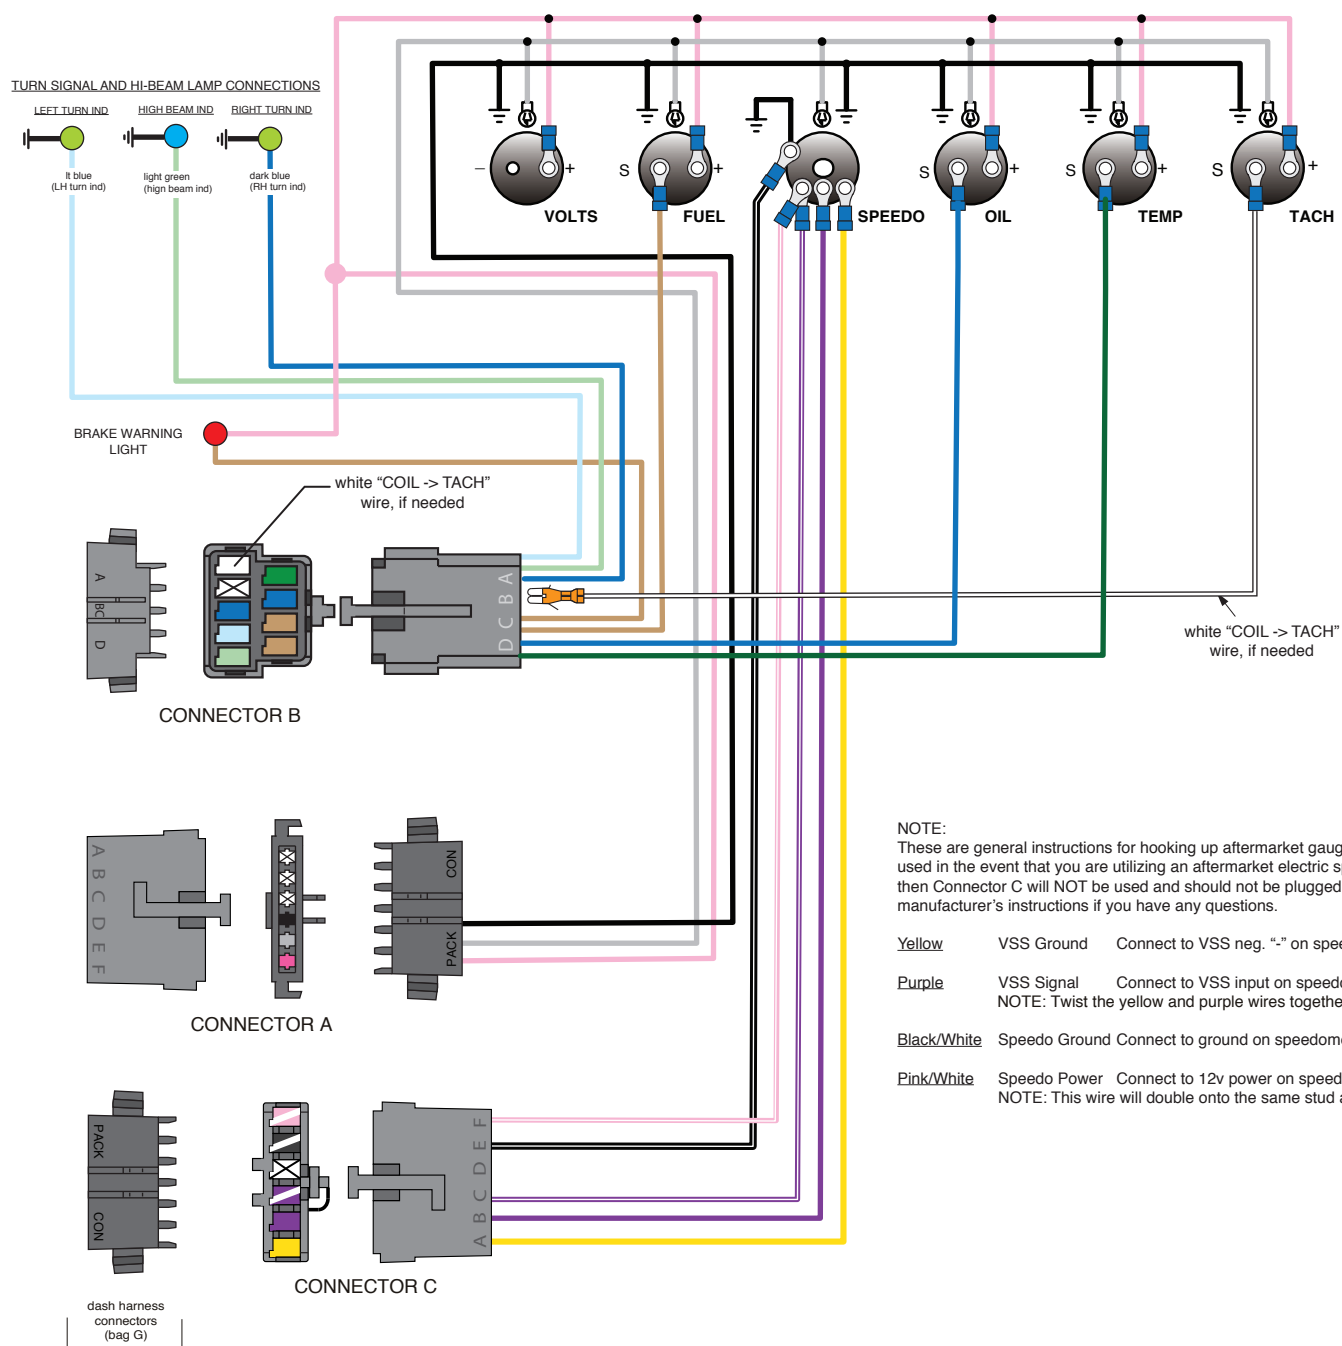 TURN SIGNAL AND HI-BEAM LAMP CONNECTIONS
LEFT TURN IND
HIGH BEAM IND
RIGHT TURN IND
lt blue
(LH turn ind)
light green
(hign beam ind)
dark blue
(RH turn ind)
- +
VOLTS
S +
FUEL
SPEEDO
S +
OIL
S +
TEMP
S +
TACH
BRAKE WARNING
LIGHT
white “COIL -> TACH”
wire, if needed
A
BC
D
D C B A
white “COIL -> TACH”
wire, if needed
CONNECTOR B
A B C D E F
CON
PACK
CONNECTOR A
NOTE:
These are general instructions for hooking up aftermarket gaug
used in the event that you are utilizing an aftermarket electric s
then Connector C will NOT be used and should not be plugged
manufacturer’s instructions if you have any questions.
Yellow VSS Ground Connect to VSS neg. “-” on spee
Purple VSS Signal Connect to VSS input on speedo
NOTE: Twist the yellow and purple wires togethe
Black/White Speedo Ground Connect to ground on speedome
Pink/White Speedo Power Connect to 12v power on speed
NOTE: This wire will double onto the same stud a
PACK
CON
A B C D E F
CONNECTOR C
dash harness
connectors
(bag G)